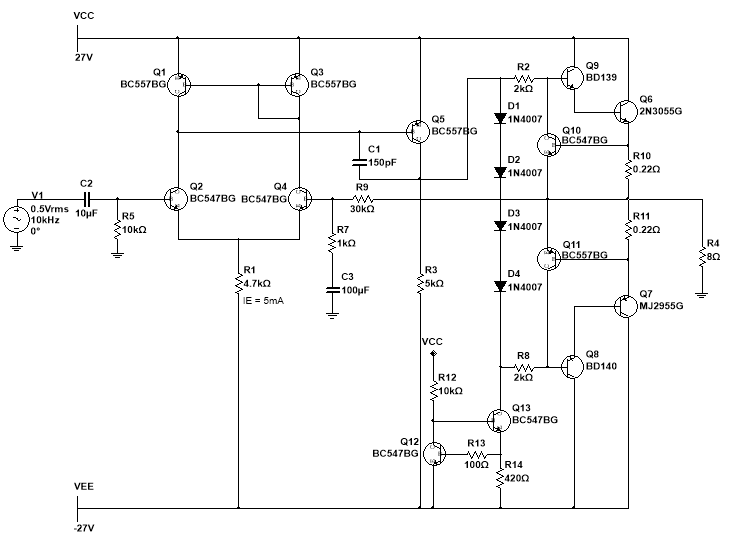 VCC
27V
Q1
BC557BG
Q3
BC557BG
Q5
BC557BG
C1
150pF
R2
2kΩ
Q9
BD139
Q6
2N3055G
D1
1N4007
Q10
BC547BG
D2
1N4007
R10
0.22Ω
V1
0.5Vrms
10kHz
0°
C2
10µF
R5
10kΩ
Q2
BC547BG
Q4
BC547BG
R9
30kΩ
R7
1kΩ
C3
100µF
R1
4.7kΩ
IE = 5mA
R3
5kΩ
D3
1N4007
D4
1N4007
R11
0.22Ω
Q11
BC557BG
R4
8Ω
Q7
MJ2955G
R8
2kΩ
Q8
BD140
VCC
R12
10kΩ
Q13
BC547BG
Q12
BC547BG
R13
100Ω
R14
420Ω
VEE
-27V